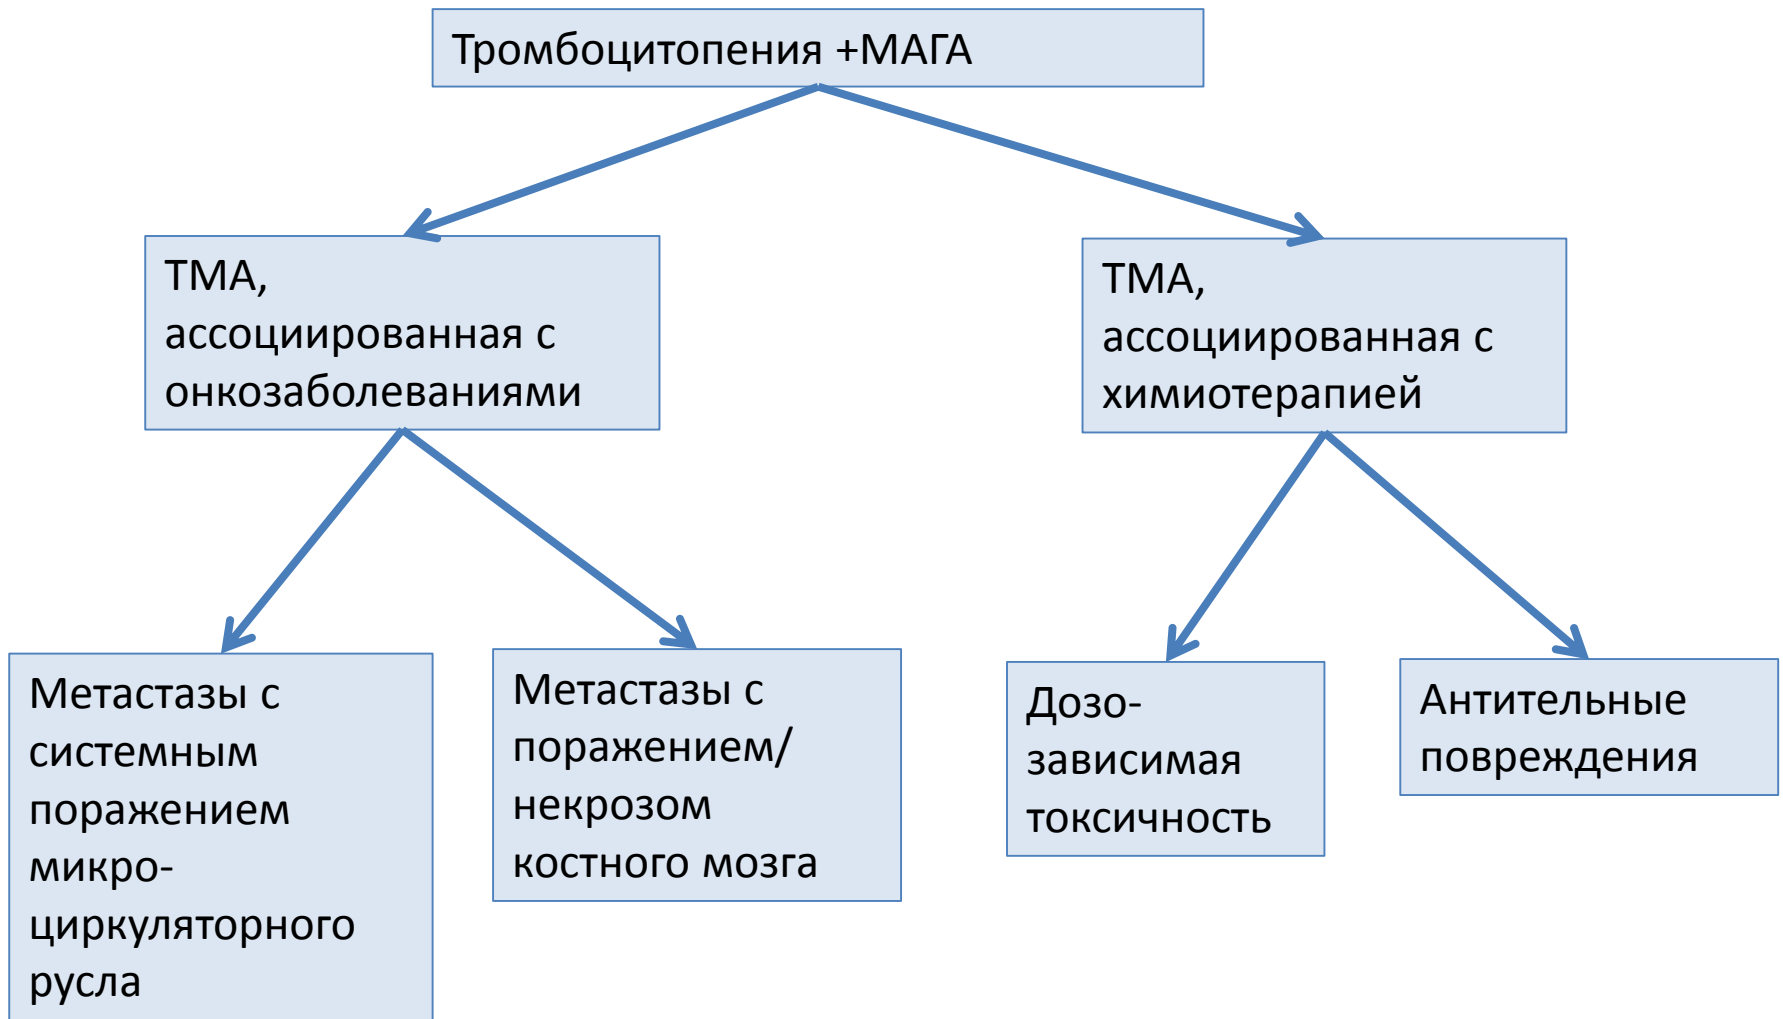 Тромбоцитопения +МАГА
ТМА,
ассоциированная с
онкозаболеваниями
ТМА,
ассоциированная с
химиотерапией
Метастазы с
системным
поражением
микро-
циркуляторного
русла
Метастазы с
поражением/
некрозом
костного мозга
Дозо-
зависимая
токсичность
Антительные
повреждения